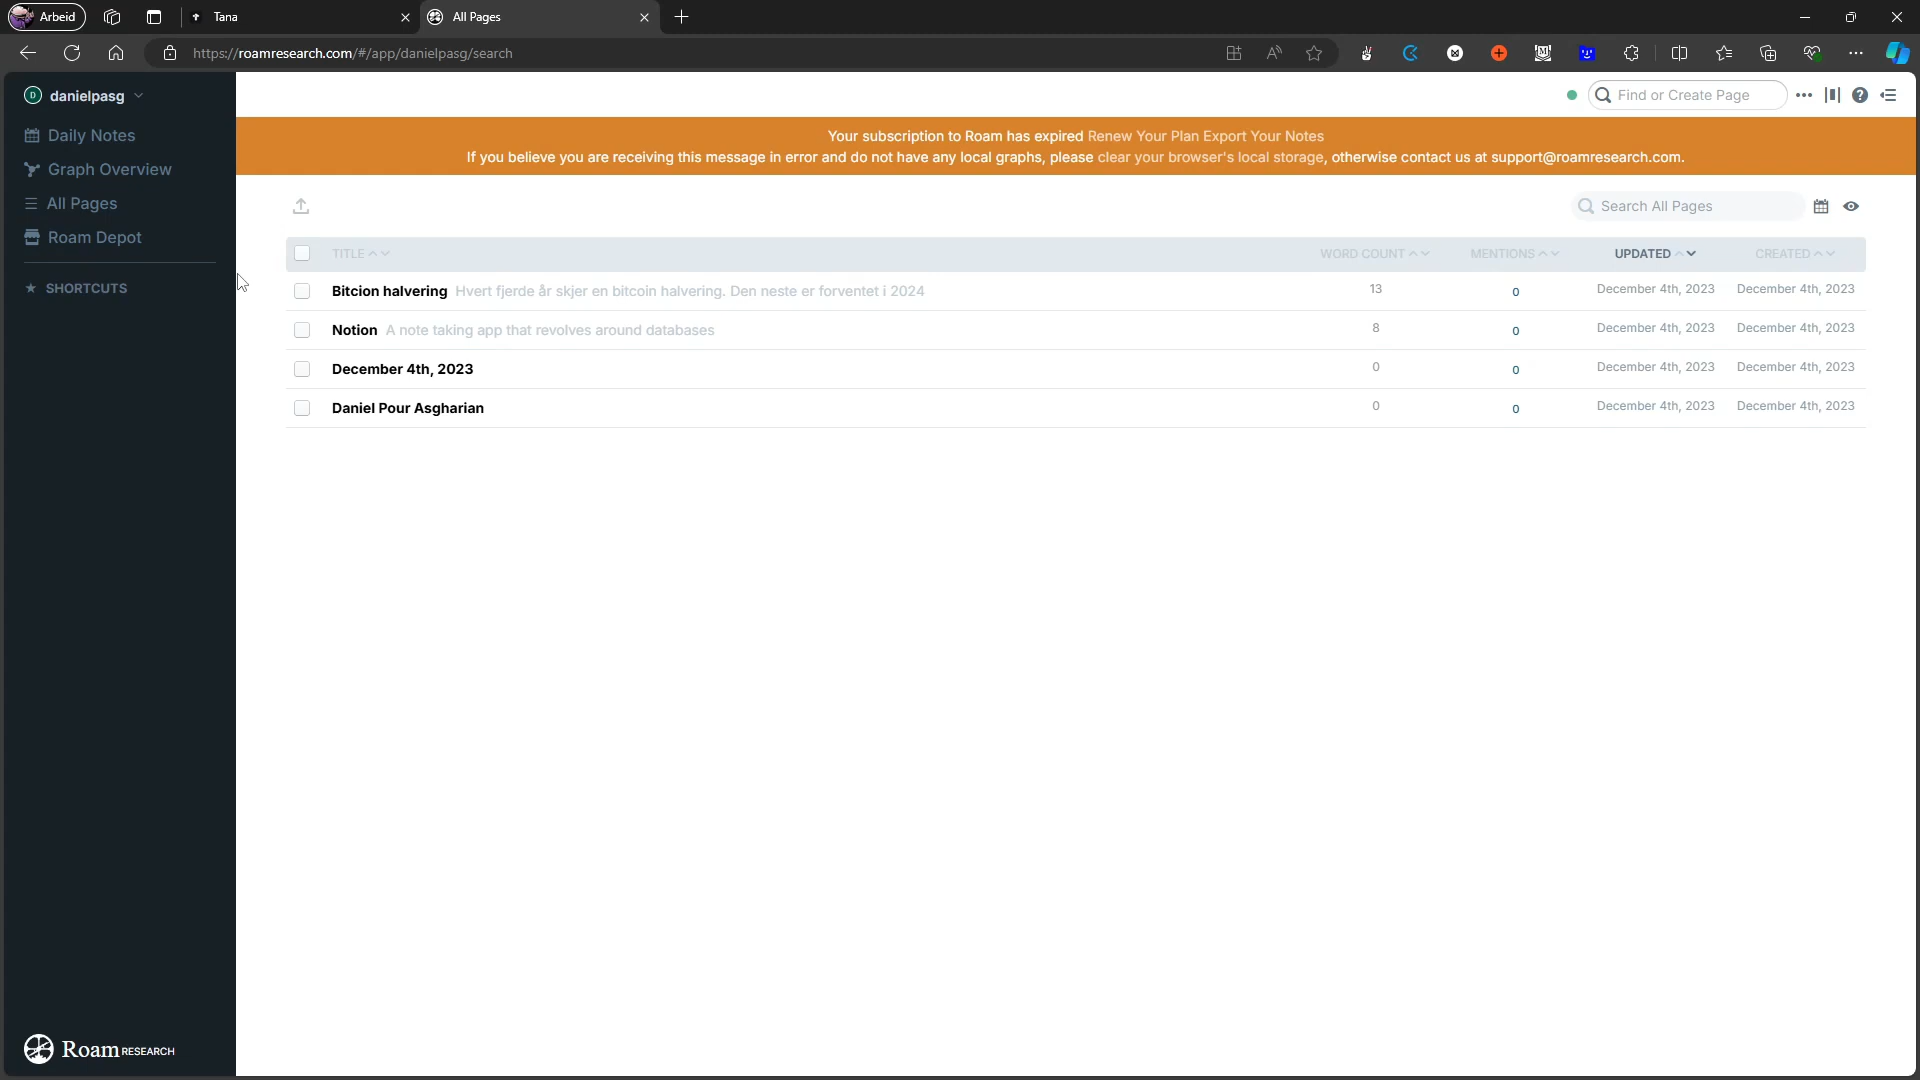 Arbeid
Tana
All Pages
https://roamresearch.com/#/app/danielpasg/search
D danielpasg
Find or Create Page
Daily Notes
Graph Overview
All Pages
Roam Depot
SHORTCUTS
Your subscription to Roam has expired Renew Your Plan Export Your Notes
If you believe you are receiving this message in error and do not have any local graphs, please clear your browser's local storage, otherwise contact us at support@roamresearch.com.
Search All Pages
TITLE WORD COUNT MENTIONS UPDATED CREATED
Bitcion halvering Hvert fjerde år skjer en bitcoin halvering. Den neste er forventet i 2024 13 0 December 4th, 2023 December 4th, 2023
Notion A note taking app that revolves around databases 8 0 December 4th, 2023 December 4th, 2023
December 4th, 2023 0 0 December 4th, 2023 December 4th, 2023
Daniel Pour Asgharian 0 0 December 4th, 2023 December 4th, 2023
Roam RESEARCH